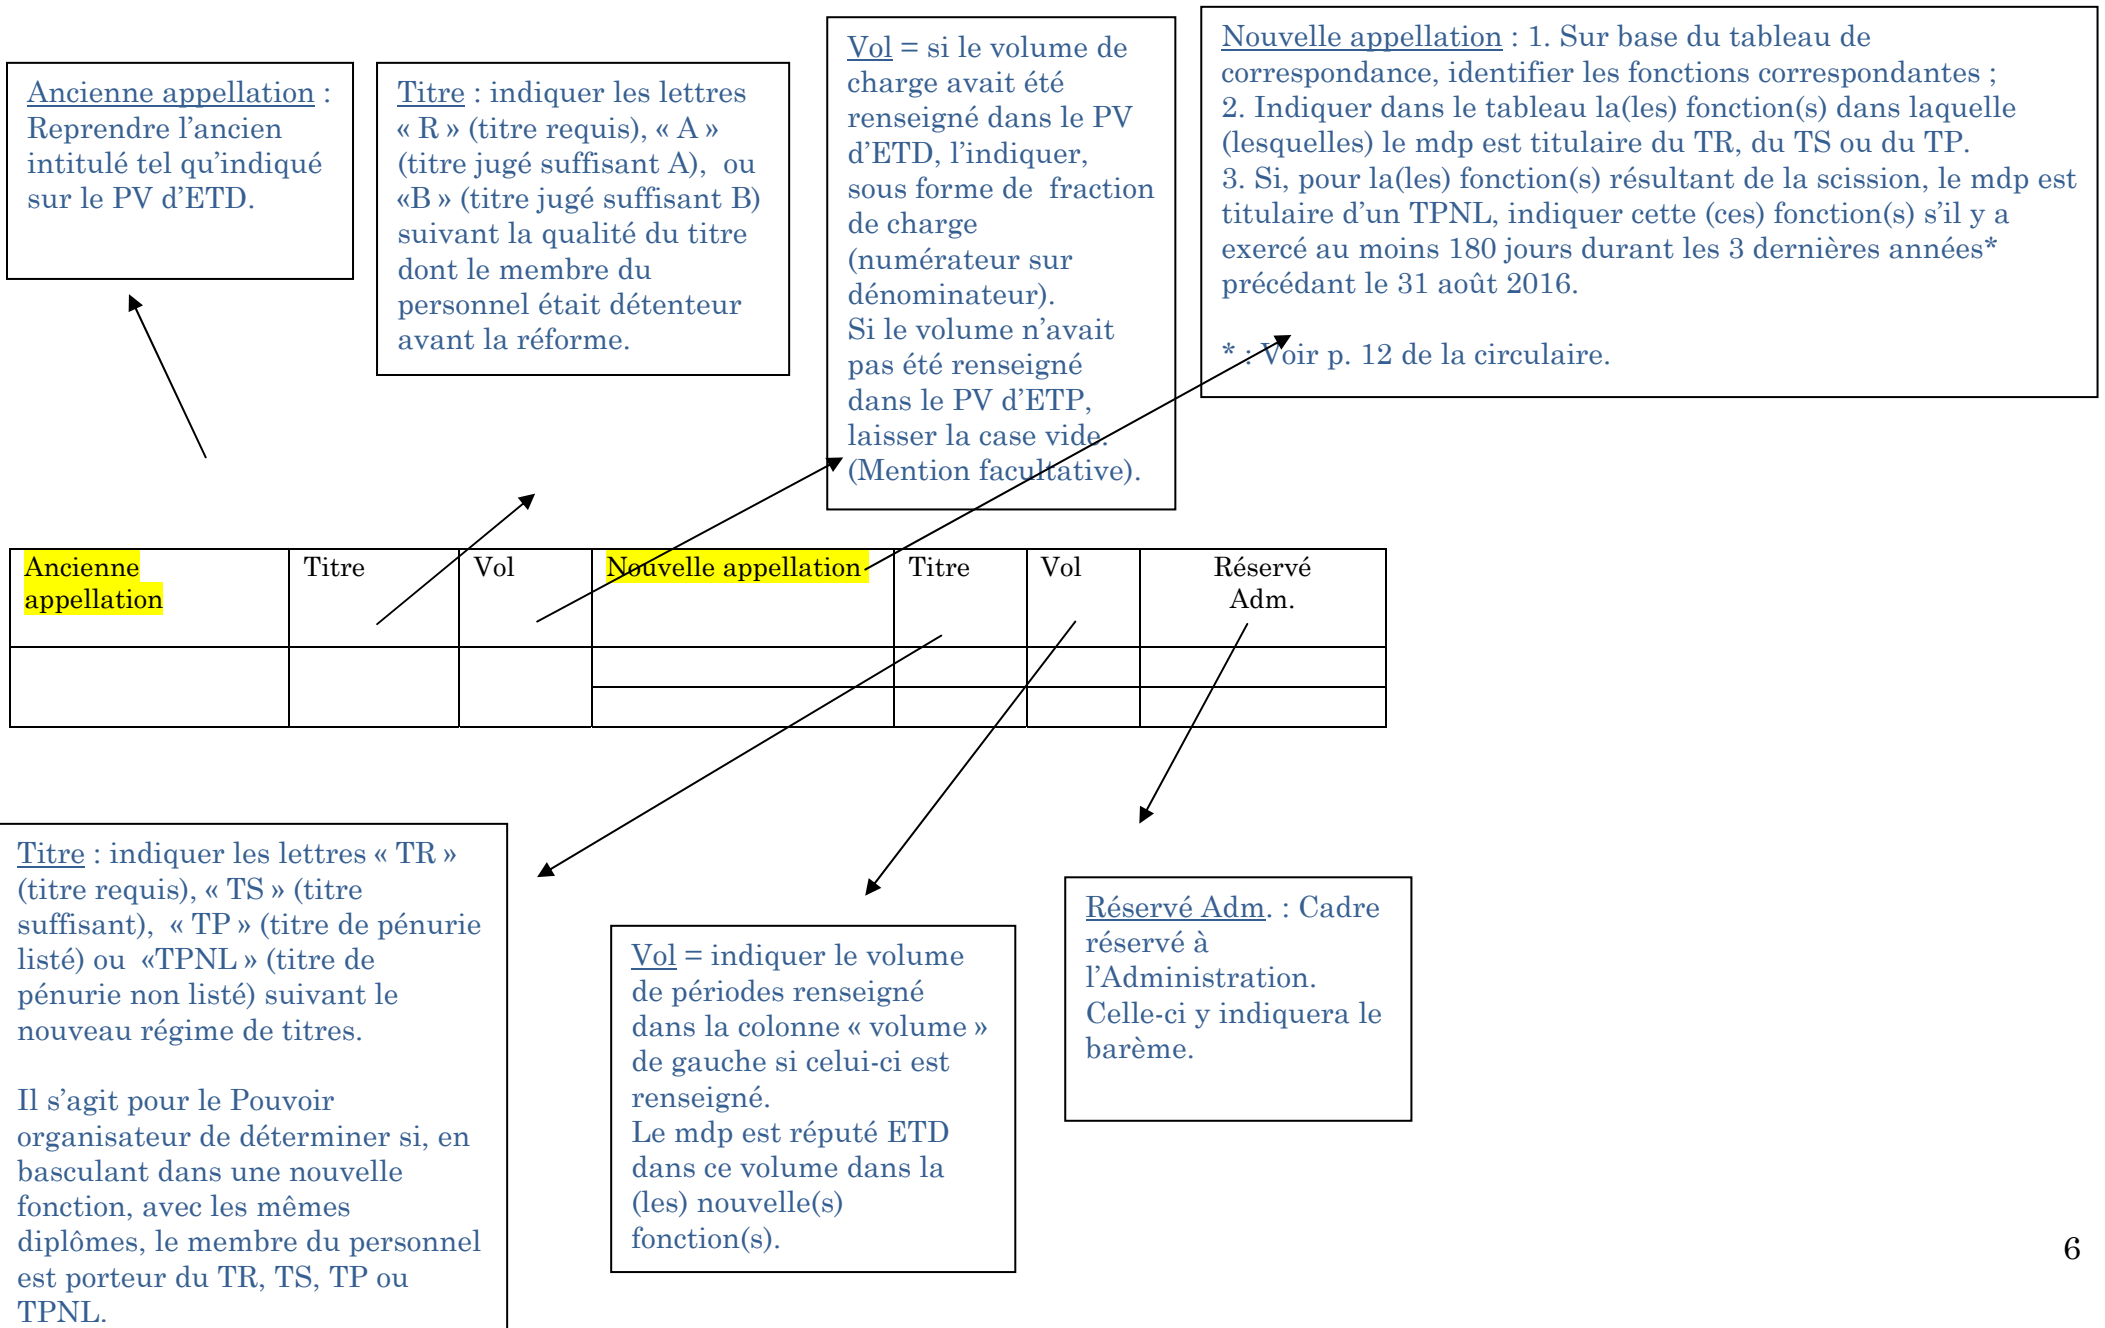 Ancienne appellation :
Reprendre l’ancien
intitulé tel qu’indiqué
sur le PV d’ETD.
Titre : indiquer les lettres
« R » (titre requis), « A »
(titre jugé suffisant A), ou
«B » (titre jugé suffisant B)
suivant la qualité du titre
dont le membre du
personnel était détenteur
avant la réforme.
Vol = si le volume de
charge avait été
renseigné dans le PV
d’ETD, l’indiquer,
sous forme de fraction
de charge
(numérateur sur
dénominateur).
Si le volume n’avait
pas été renseigné
dans le PV d’ETP,
laisser la case vide.
(Mention facultative).
Nouvelle appellation : 1. Sur base du tableau de
correspondance, identifier les fonctions correspondantes ;
2. Indiquer dans le tableau la(les) fonction(s) dans laquelle
(lesquelles) le mdp est titulaire du TR, du TS ou du TP.
3. Si, pour la(les) fonction(s) résultant de la scission, le mdp est
titulaire d’un TPNL, indiquer cette (ces) fonction(s) s’il y a
exercé au moins 180 jours durant les 3 dernières années*
précédant le 31 août 2016.
* : Voir p. 12 de la circulaire.
Ancienne
appellation
Titre
Vol
Nouvelle appellation
Titre
Vol
Réservé
Adm.
Titre : indiquer les lettres « TR »
(titre requis), « TS » (titre
suffisant), « TP » (titre de pénurie
listé) ou «TPNL » (titre de
pénurie non listé) suivant le
nouveau régime de titres.
Il s’agit pour le Pouvoir
organisateur de déterminer si, en
basculant dans une nouvelle
fonction, avec les mêmes
diplômes, le membre du personnel
est porteur du TR, TS, TP ou
TPNL.
Vol = indiquer le volume
de périodes renseigné
dans la colonne « volume »
de gauche si celui-ci est
renseigné.
Le mdp est réputé ETD
dans ce volume dans la
(les) nouvelle(s)
fonction(s).
Réservé Adm. : Cadre
réservé à
l’Administration.
Celle-ci y indiquera le
barème.
6